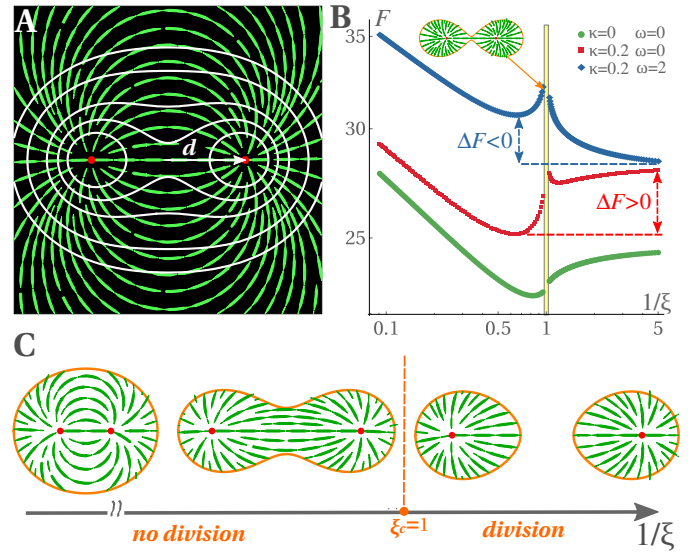 A
d
B
F
35
30
25
κ=0 ω=0
κ=0.2 ω=0
κ=0.2 ω=2
ΔF<0
ΔF>0
0.1
0.5
1
5
1/ξ
C
no division
ξc=1
division
1/ξ